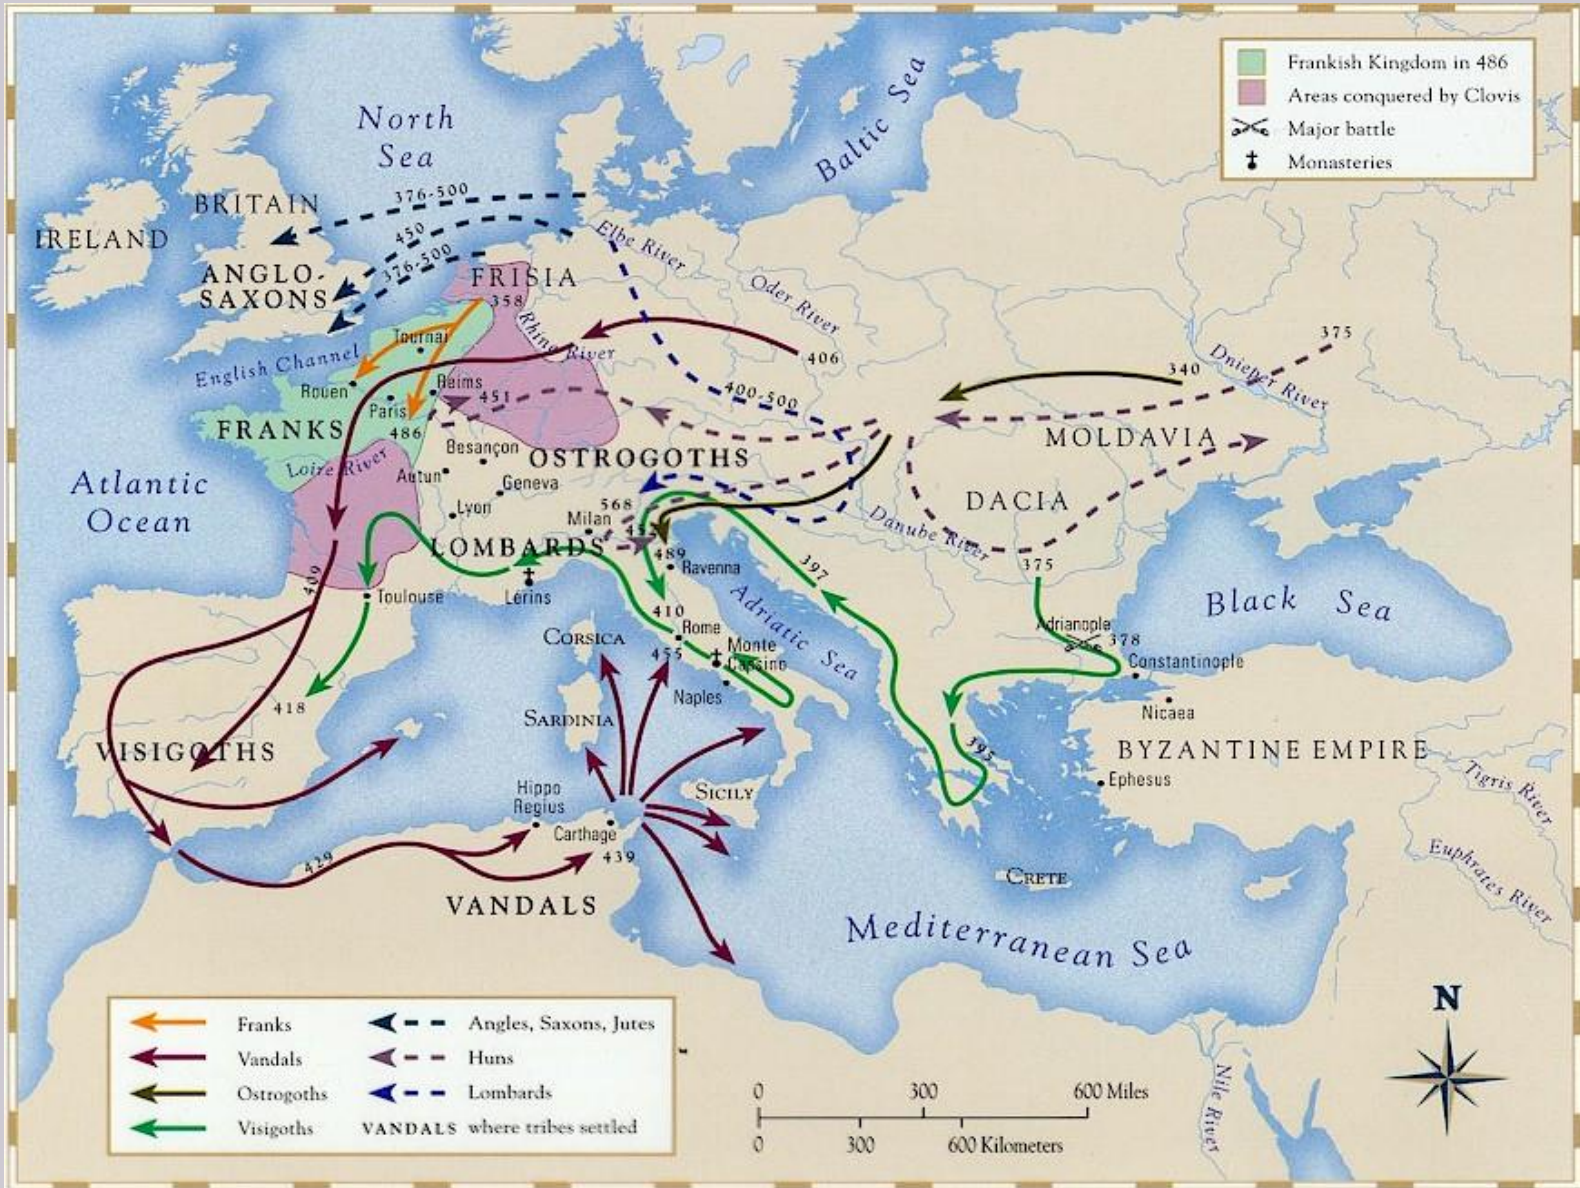 Frankish Kingdom in 486
Areas conquered by Clovis
Major battle
Monasteries
North
Sea
Baltic Sea
BRITAIN
IRELAND
376-500
450
376-500
ANGLO-
SAXONS
FRISIA
358
Elbe River
Oder River
Rhine River
406
375
340
Dnieper River
English Channel
Tournai
Rouen
Reims
Paris
451
486
400-500
FRANKS
MOLDAVIA
Loire River
Besançon
Autun
Geneva
Lyon
OSTROGOTHS
Atlantic
Ocean
DACIA
568
Milan
452
Danube River
LOMBARDS
489
Ravenna
397
375
409
Toulouse
Lérins
410
Adriatic Sea
Black Sea
Adrianople
378
CORSICA
Rome
455
Monte
Cassino
Constantinople
Naples
Nicaea
418
SARDINIA
395
VISIGOTHS
BYZANTINE EMPIRE
Ephesus
Tigris River
Hippo
Regius
SICILY
Carthage
429
439
Euphrates River
CRETE
VANDALS
Mediterranean Sea
N
Franks
Angles, Saxons, Jutes
Vandals
Huns
Ostrogoths
Lombards
Visigoths
VANDALS where tribes settled
0 300 600 Miles
0 300 600 Kilometers
Nile River